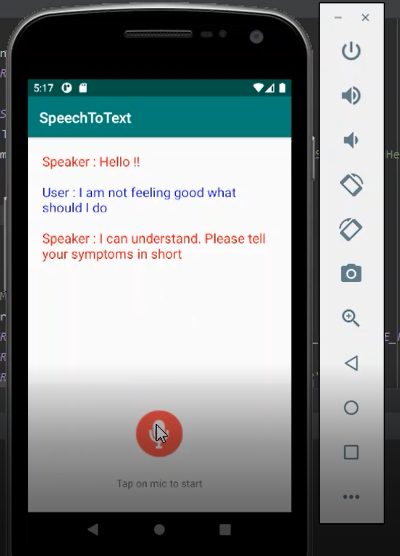 5:17
SpeechToText
Speaker : Hello !!
User : I am not feeling good what
should I do
Speaker : I can understand. Please tell
your symptoms in short
Tap on mic to start